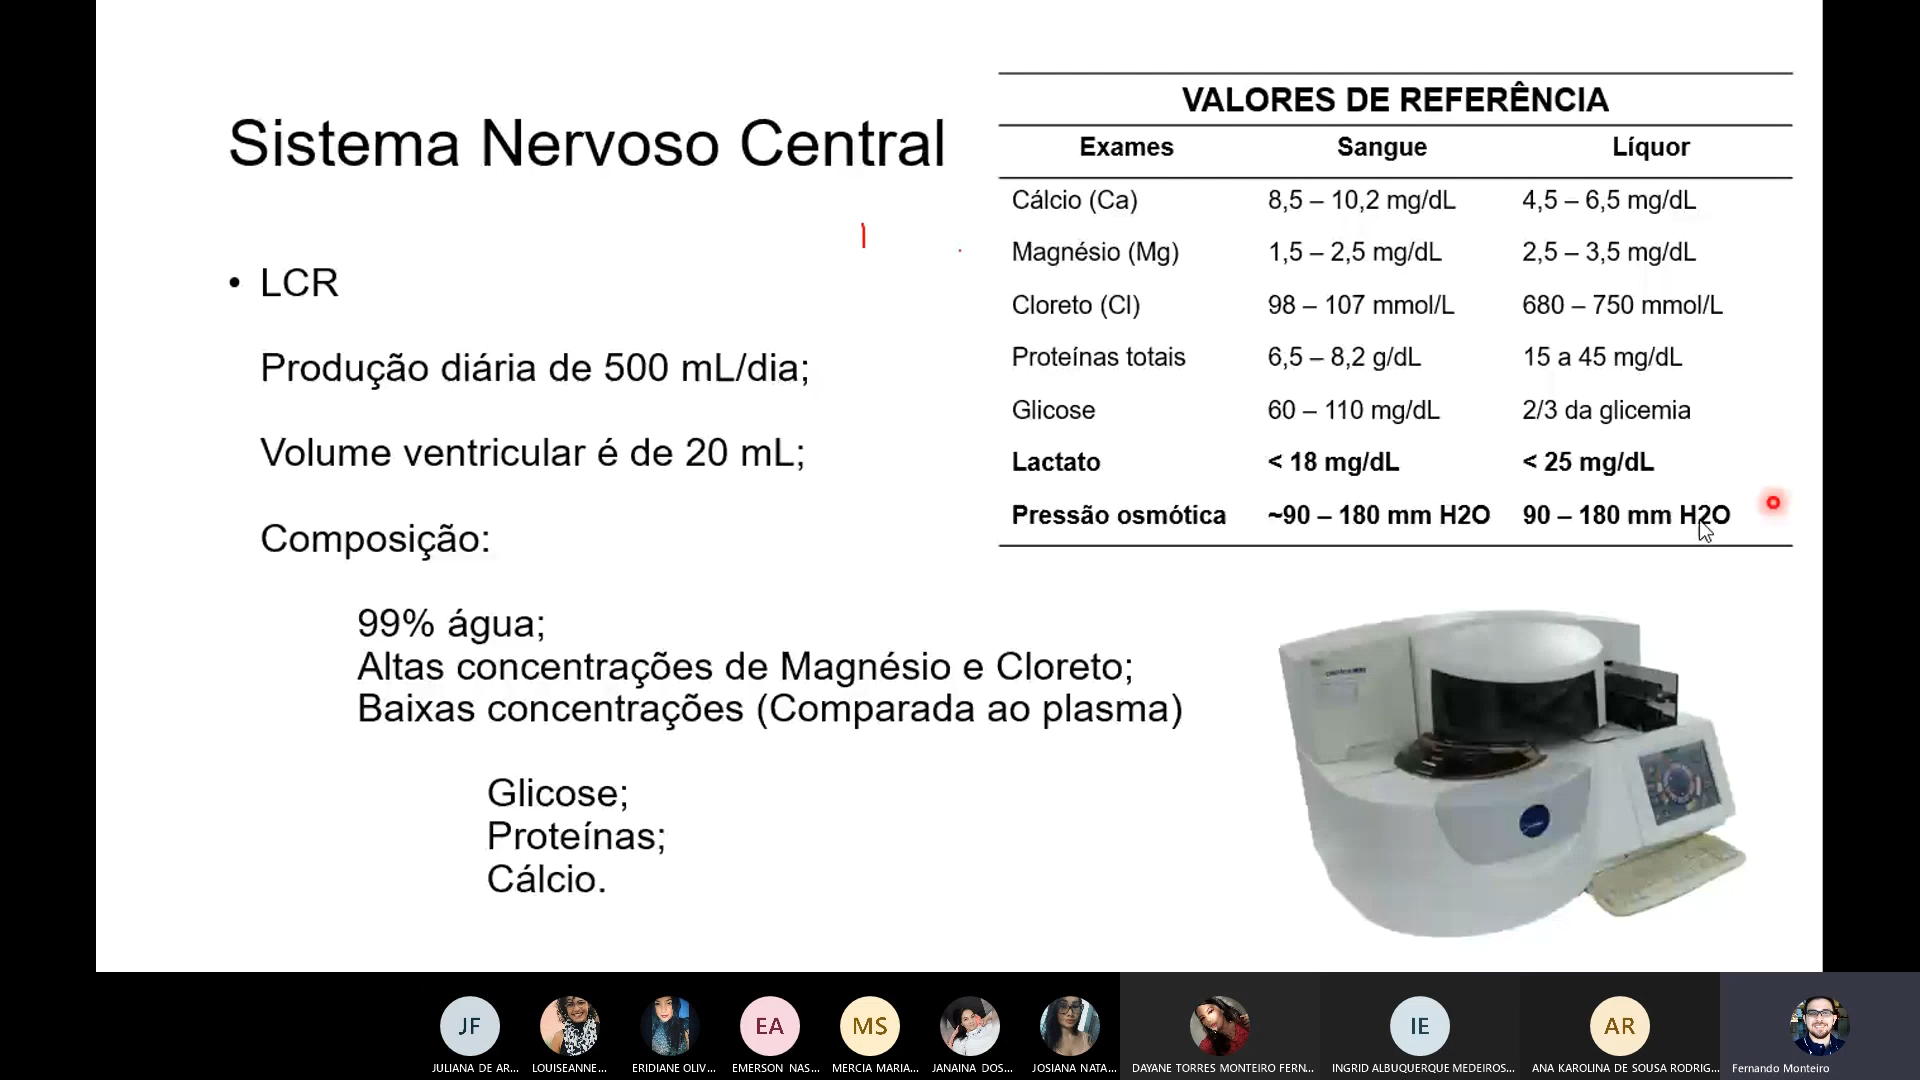 Sistema Nervoso Central
• LCR
Produção diária de 500 mL/dia;
Volume ventricular é de 20 mL;
Composição:
99% água;
Altas concentrações de Magnésio e Cloreto;
Baixas concentrações (Comparada ao plasma)
Glicose;
Proteínas;
Cálcio.
VALORES DE REFERÊNCIA
Exames Sangue Líquor
Cálcio (Ca) 8,5 – 10,2 mg/dL 4,5 – 6,5 mg/dL
Magnésio (Mg) 1,5 – 2,5 mg/dL 2,5 – 3,5 mg/dL
Cloreto (Cl) 98 – 107 mmol/L 680 – 750 mmol/L
Proteínas totais 6,5 – 8,2 g/dL 15 a 45 mg/dL
Glicose 60 – 110 mg/dL 2/3 da glicemia
Lactato < 18 mg/dL < 25 mg/dL
Pressão osmótica ~90 – 180 mm H2O 90 – 180 mm H2O
JF EA MS IE AR
JULIANA DE AR... LOUISEANNE... ERIDIANE OLIV... EMERSON NAS... MERCIA MARIA... JANAINA DOS... JOSIANA NATA... DAYANE TORRES MONTEIRO FERN... INGRID ALBUQUERQUE MEDEIROS... ANA KAROLINA DE SOUSA RODRIG... Fernando Monteiro